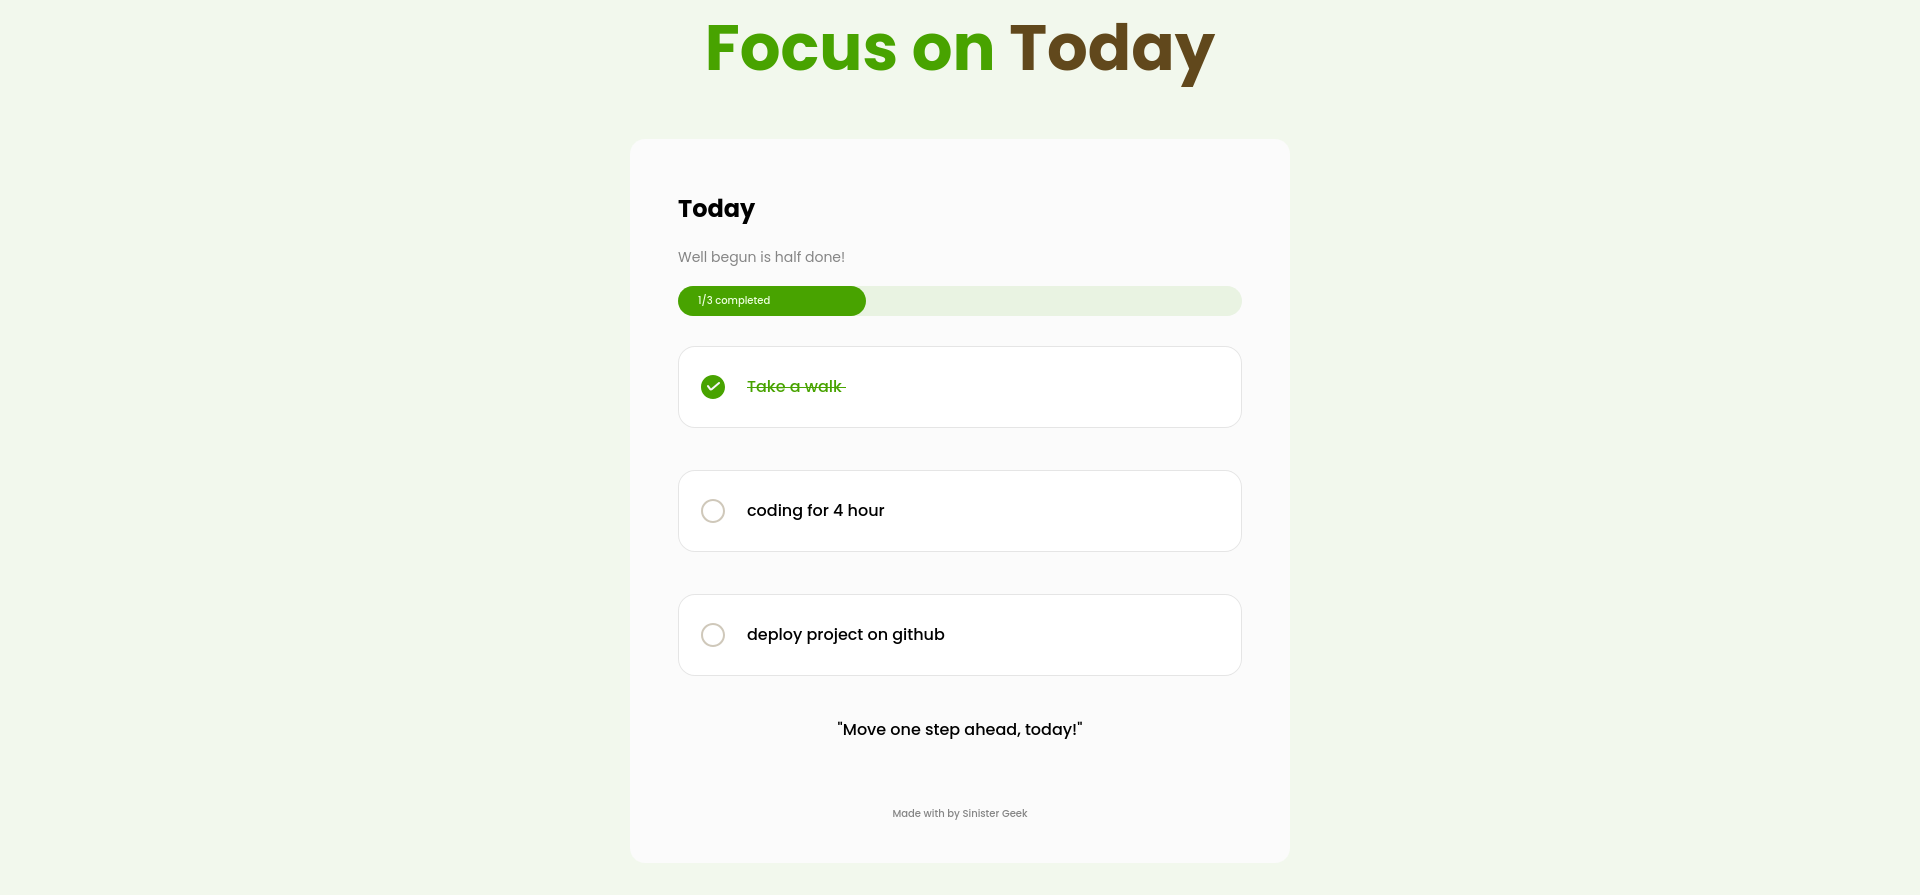 Focus on Today
Today
Well begun is half done!
1/3 completed
Take a walk
coding for 4 hour
deploy project on github
"Move one step ahead, today!"
Made with by Sinister Geek